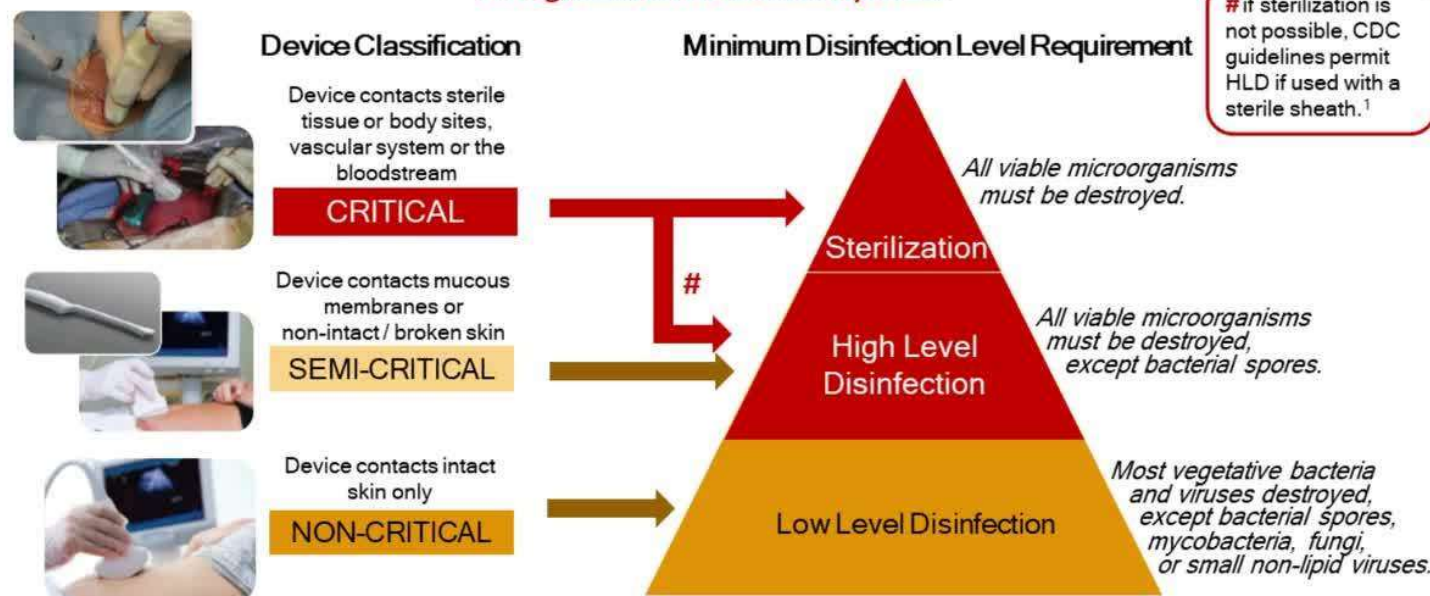 Device Classification
Device contacts sterile
tissue or body sites,
vascular system or the
bloodstream
CRITICAL
Device contacts mucous
membranes or
non-intact / broken skin
SEMI-CRITICAL
Device contacts intact
skin only
NON-CRITICAL
#
Minimum Disinfection Level Requirement
Sterilization
High Level
Disinfection
Low Level Disinfection
# if sterilization is
not possible, CDC
guidelines permit
HLD if used with a
sterile sheath.¹
All viable microorganisms
must be destroyed.
All viable microorganisms
must be destroyed,
except bacterial spores.
Most vegetative bacteria
and viruses destroyed,
except bacterial spores,
mycobacteria, fungi,
or small non-lipid viruses.